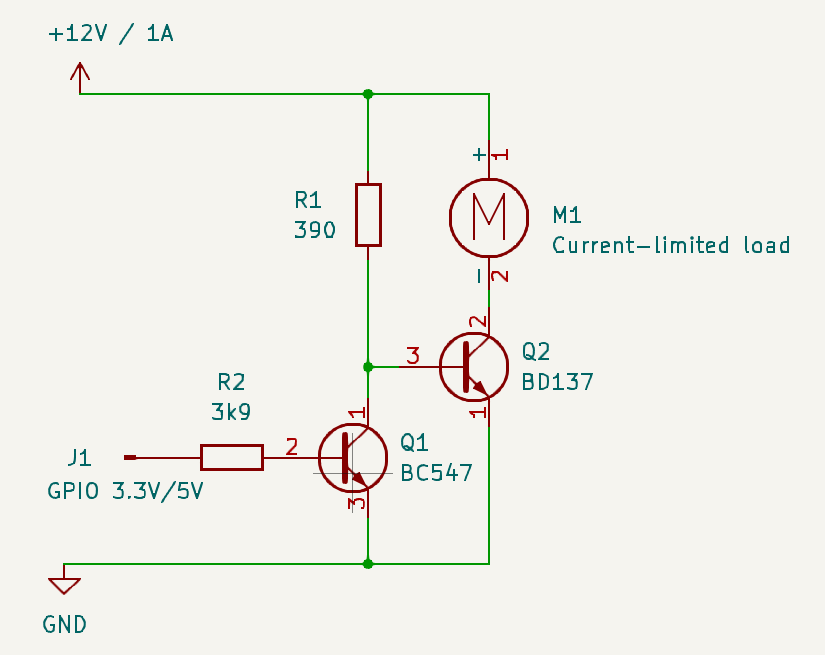 +12V / 1A
+ 1
R1
390
M
M1
Current-limited load
- 2
2
3
Q2
BD137
R2
3k9
1
1
2
Q1
BC547
J1
GPIO 3.3V/5V
3
GND